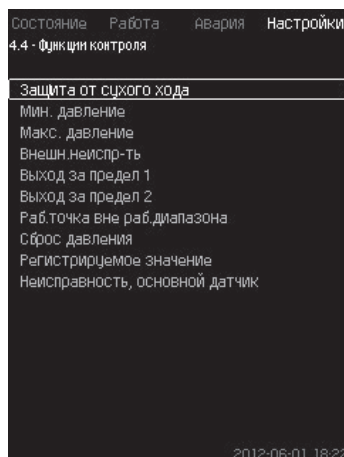 Состояние Работа Авария Настройки
4.4 - Функции контроля
Защита от сухого хода
Мин. давление
Макс. давление
Внешн.неиспр-ть
Выход за предел 1
Выход за предел 2
Раб.точка вне раб.диапазона
Сброс давления
Регистрируемое значение
Неисправность, основной датчик
2012-06-01 18:22